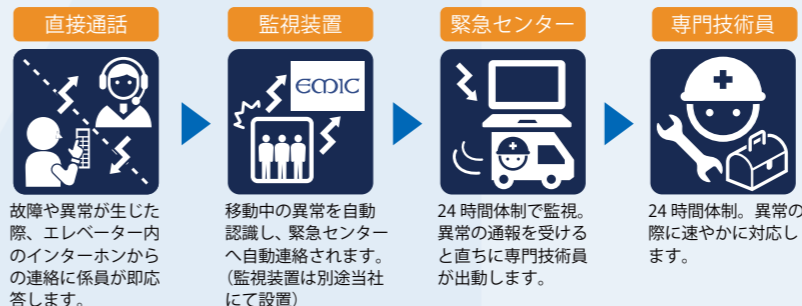 直接通話
故障や異常が生じた
際、エレベーター内
のインターホンから
の連絡に係員が即応
答します。
監視装置
EMIC
移動中の異常を自動
認識し、緊急センター
へ自動連絡されます。
（監視装置は別途当社
にて設置）
緊急センター
24 時間体制で監視。
異常の通報を受ける
と直ちに専門技術員
が出動します。
専門技術員
24 時間体制。異常の
際に速やかに対応し
ます。